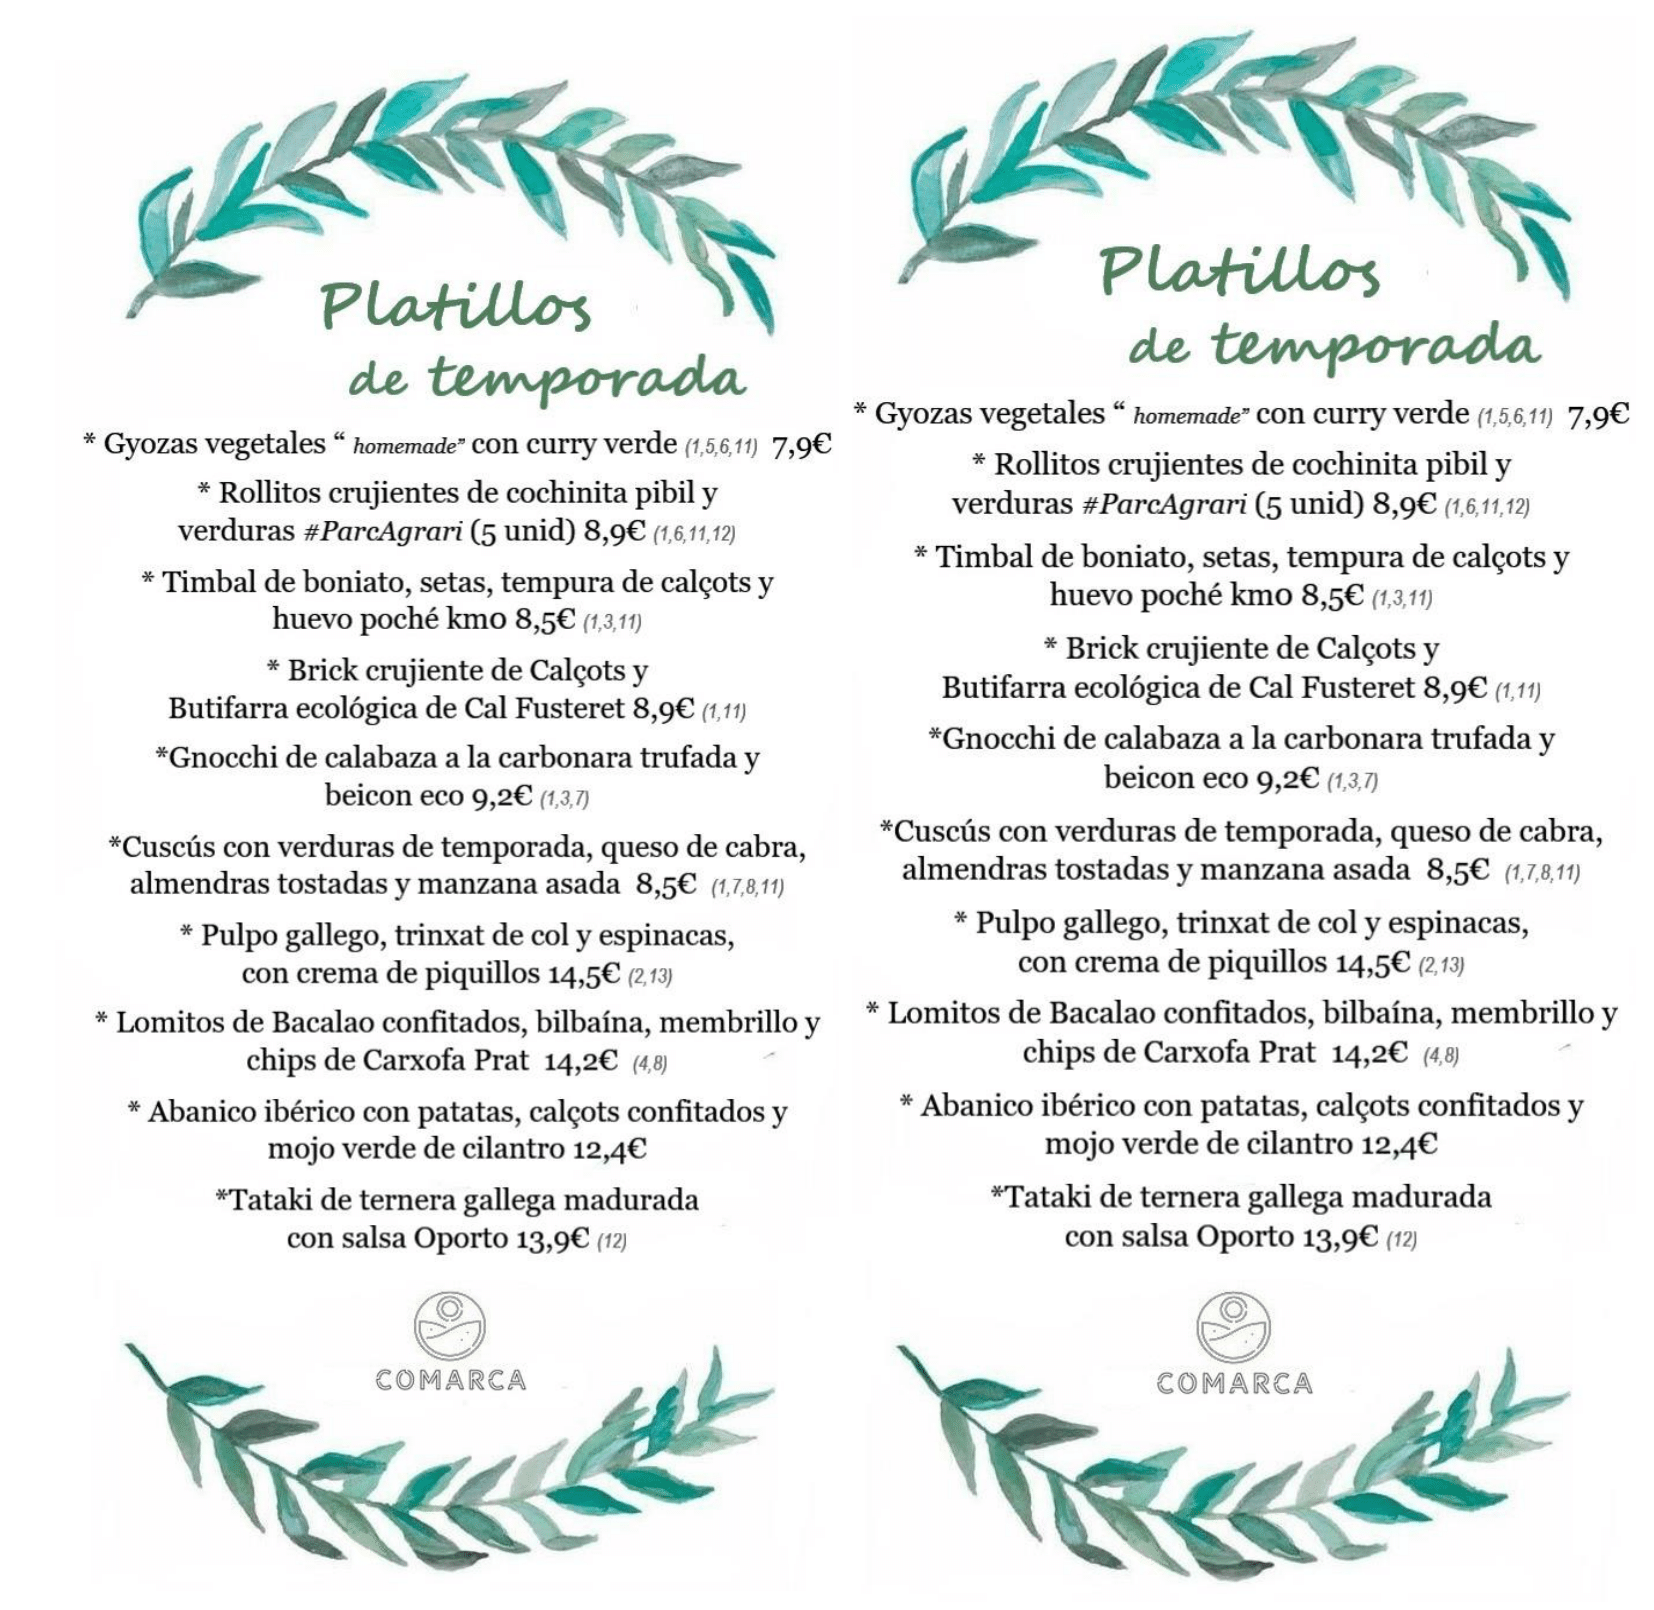 Platillos
de temporada
* Gyozas vegetales “ homemade” con curry verde (1,5,6,11) 7,9€
* Rollitos crujientes de cochinita pibil y
verduras #ParcAgrari (5 unid) 8,9€ (1,6,11,12)
* Timbal de boniato, setas, tempura de calçots y
huevo poché km0 8,5€ (1,3,11)
* Brick crujiente de Calçots y
Butifarra ecológica de Cal Fusteret 8,9€ (1,11)
*Gnocchi de calabaza a la carbonara trufada y
beicon eco 9,2€ (1,3,7)
*Cuscús con verduras de temporada, queso de cabra,
almendras tostadas y manzana asada 8,5€ (1,7,8,11)
* Pulpo gallego, trinxat de col y espinacas,
con crema de piquillos 14,5€ (2,13)
* Lomitos de Bacalao confitados, bilbaína, membrillo y
chips de Carxofa Prat 14,2€ (4,8)
* Abanico ibérico con patatas, calçots confitados y
mojo verde de cilantro 12,4€
*Tataki de ternera gallega madurada
con salsa Oporto 13,9€ (12)
COMARCA
Platillos
de temporada
* Gyozas vegetales “ homemade” con curry verde (1,5,6,11) 7,9€
* Rollitos crujientes de cochinita pibil y
verduras #ParcAgrari (5 unid) 8,9€ (1,6,11,12)
* Timbal de boniato, setas, tempura de calçots y
huevo poché km0 8,5€ (1,3,11)
* Brick crujiente de Calçots y
Butifarra ecológica de Cal Fusteret 8,9€ (1,11)
*Gnocchi de calabaza a la carbonara trufada y
beicon eco 9,2€ (1,3,7)
*Cuscús con verduras de temporada, queso de cabra,
almendras tostadas y manzana asada 8,5€ (1,7,8,11)
* Pulpo gallego, trinxat de col y espinacas,
con crema de piquillos 14,5€ (2,13)
* Lomitos de Bacalao confitados, bilbaína, membrillo y
chips de Carxofa Prat 14,2€ (4,8)
* Abanico ibérico con patatas, calçots confitados y
mojo verde de cilantro 12,4€
*Tataki de ternera gallega madurada
con salsa Oporto 13,9€ (12)
COMARCA